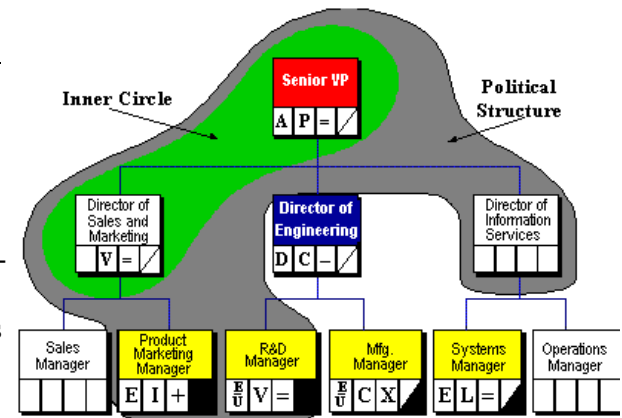 Senior VP
A P = /
Inner Circle
Political
Structure
Director of
Sales and
Marketing
V = /
Director of
Engineering
D C – /
Director of
Information
Services
Sales
Manager
Product
Marketing
Manager
E I +
R&D
Manager
E/U V =
Mfg.
Manager
E/U C X
Systems
Manager
E L =
Operations
Manager